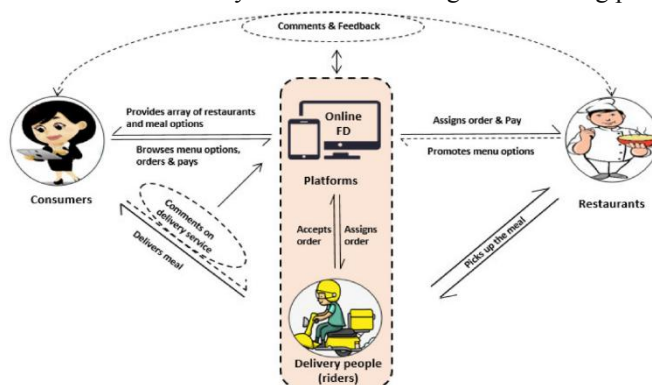 Comments & Feedback
Provides array of restaurants
and meal options
Browses menu options,
orders & pays
Online
FD
Platforms
Assigns order & Pay
Promotes menu options
Consumers
Restaurants
Comments on
delivery service
Delivers meal
Accepts
order
Assigns
order
Picks up the meal
Delivery people
(riders)